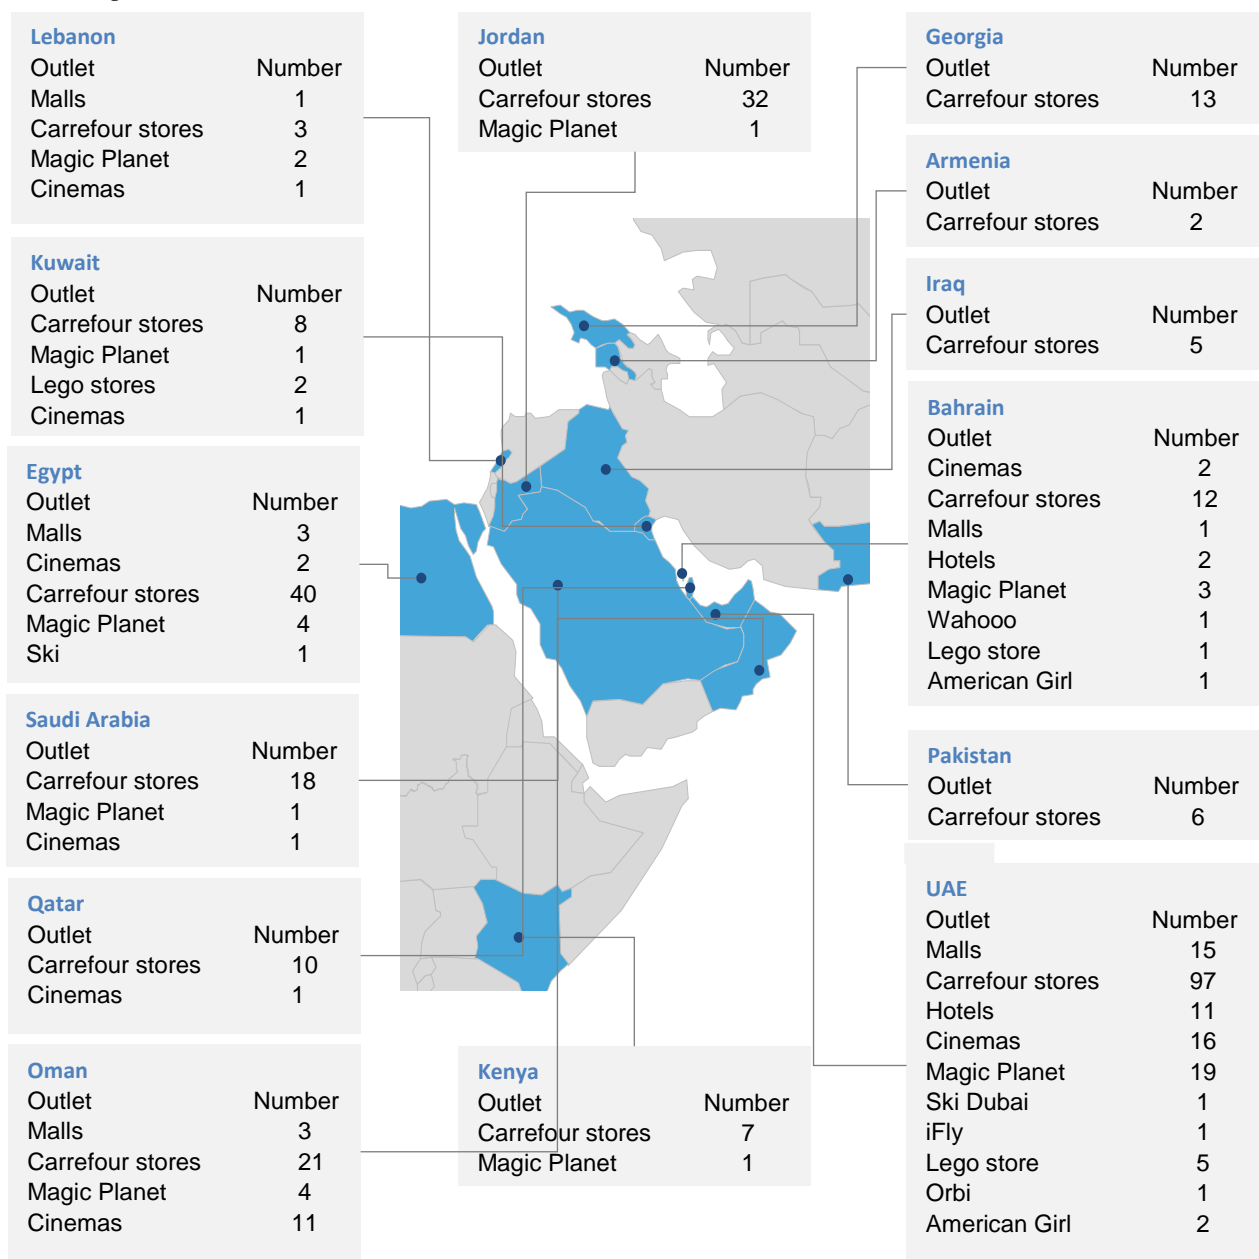 Lebanon
Outlet Number
Malls 1
Carrefour stores 3
Magic Planet 2
Cinemas 1
Kuwait
Outlet Number
Carrefour stores 8
Magic Planet 1
Lego stores 2
Cinemas 1
Egypt
Outlet Number
Malls 3
Cinemas 2
Carrefour stores 40
Magic Planet 4
Ski 1
Saudi Arabia
Outlet Number
Carrefour stores 18
Magic Planet 1
Cinemas 1
Qatar
Outlet Number
Carrefour stores 10
Cinemas 1
Oman
Outlet Number
Malls 3
Carrefour stores 21
Magic Planet 4
Cinemas 11
Jordan
Outlet Number
Carrefour stores 32
Magic Planet 1
Kenya
Outlet Number
Carrefour stores 7
Magic Planet 1
Georgia
Outlet Number
Carrefour stores 13
Armenia
Outlet Number
Carrefour stores 2
Iraq
Outlet Number
Carrefour stores 5
Bahrain
Outlet Number
Cinemas 2
Carrefour stores 12
Malls 1
Hotels 2
Magic Planet 3
Wahooo 1
Lego store 1
American Girl 1
Pakistan
Outlet Number
Carrefour stores 6
UAE
Outlet Number
Malls 15
Carrefour stores 97
Hotels 11
Cinemas 16
Magic Planet 19
Ski Dubai 1
iFly 1
Lego store 5
Orbi 1
American Girl 2